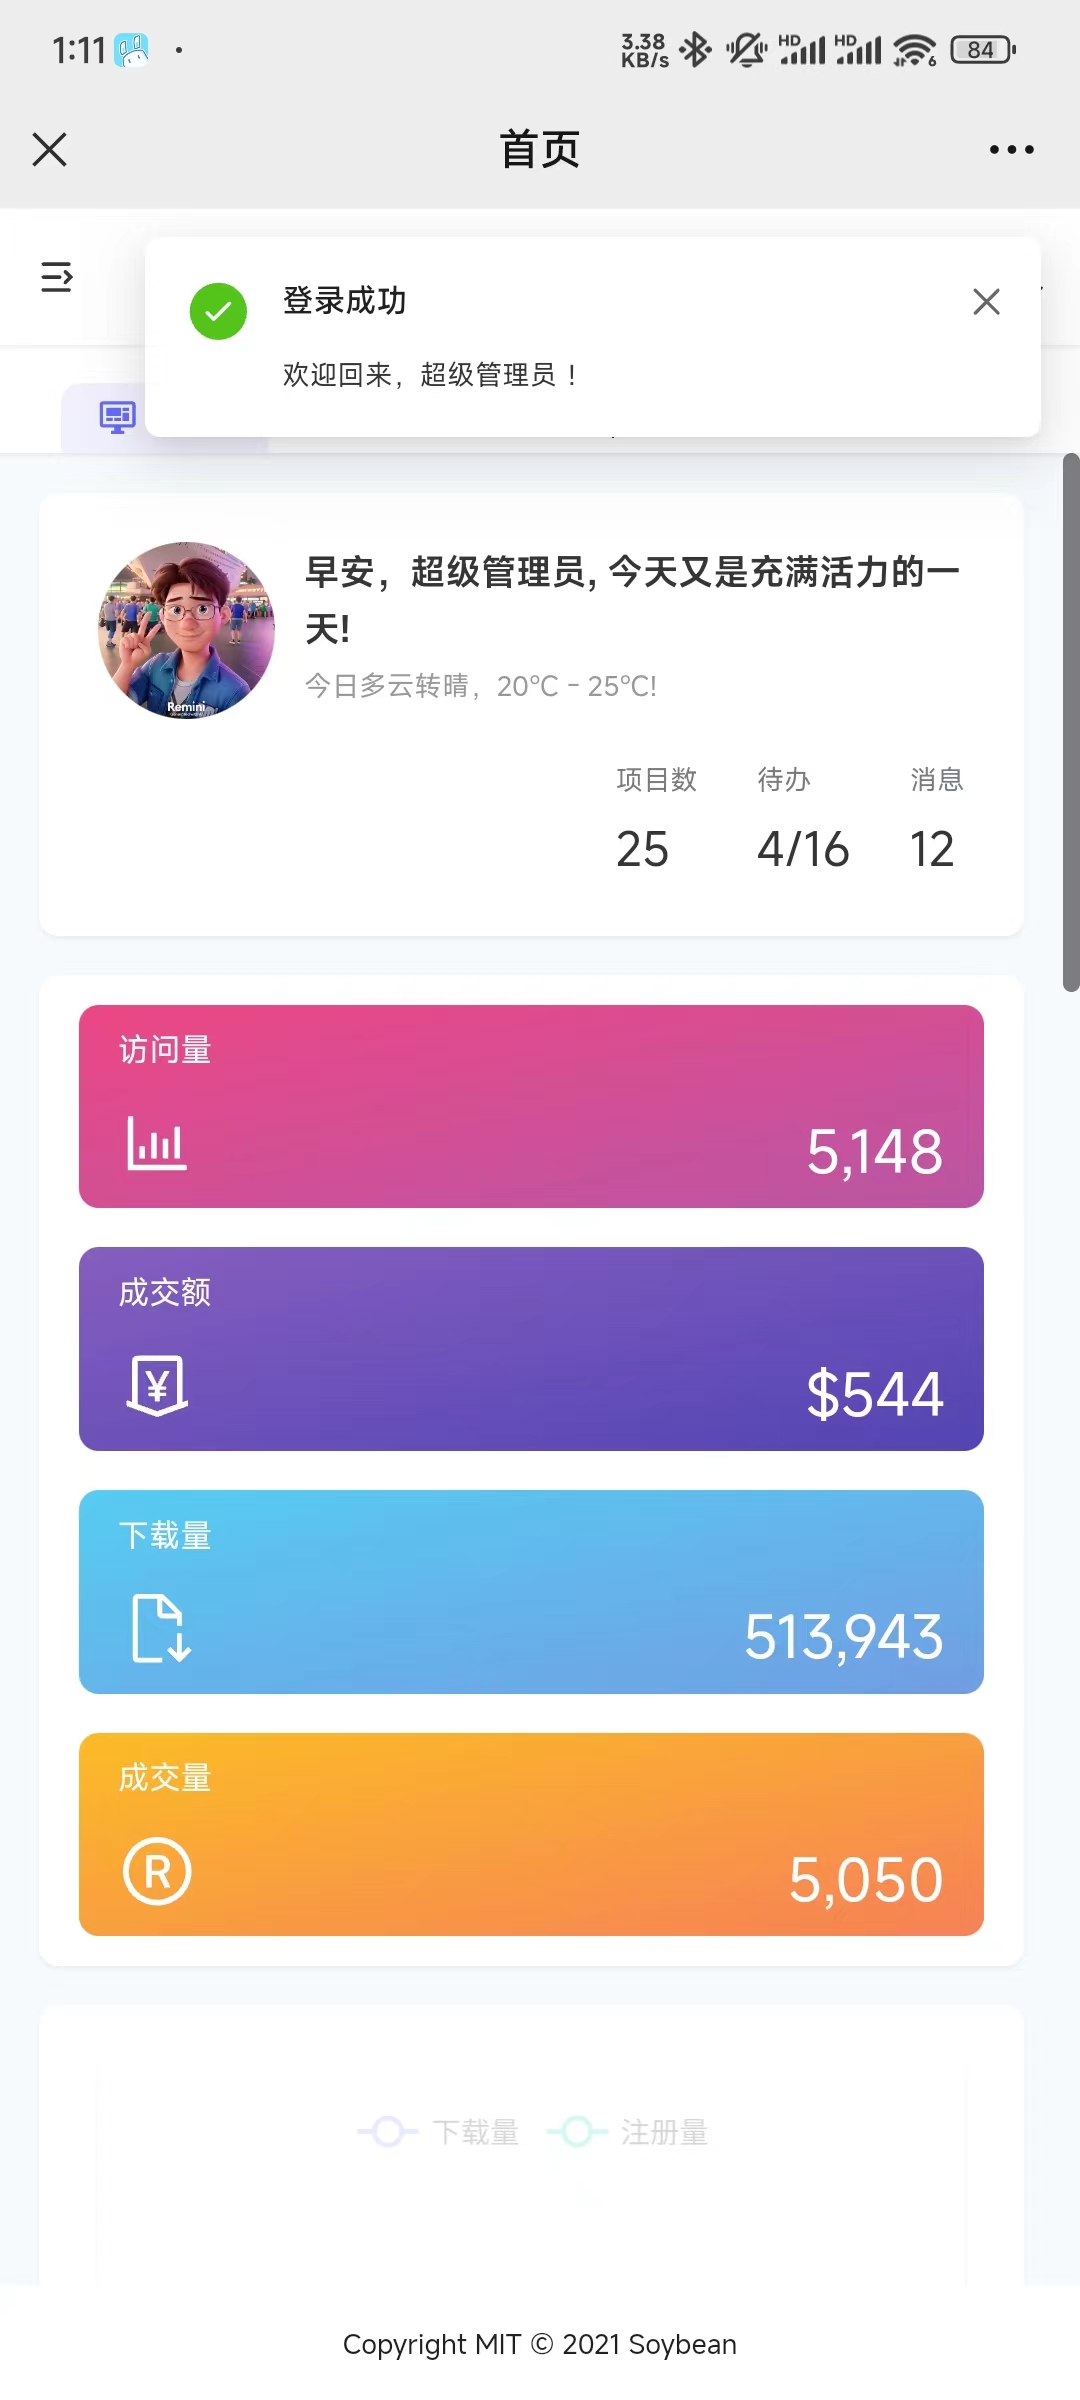 1:11
3.38
KB/s
HD
HD
6
84
首页
登录成功
欢迎回来，超级管理员！
早安，超级管理员, 今天又是充满活力的一
天!
今日多云转晴，20℃ - 25℃!
Remini
项目数
待办
消息
25
4/16
12
访问量
5,148
成交额
¥
$544
下载量
513,943
成交量
R
5,050
下载量
注册量
Copyright MIT © 2021 Soybean